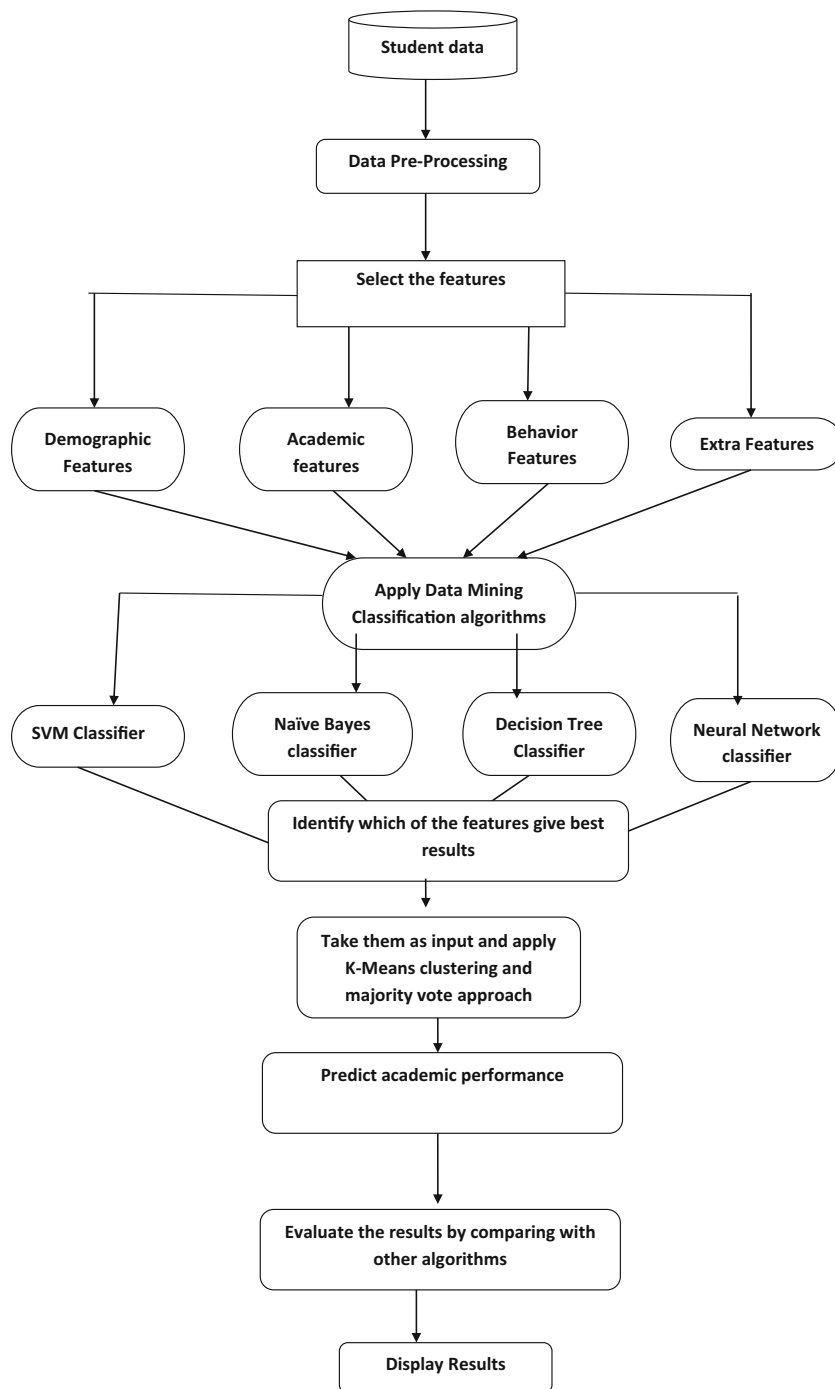 Student data
Data Pre-Processing
Select the features
Demographic
Features
Academic
features
Behavior
Features
Extra Features
Apply Data Mining
Classification algorithms
SVM Classifier
Naïve Bayes
classifier
Decision Tree
Classifier
Neural Network
classifier
Identify which of the features give best
results
Take them as input and apply
K-Means clustering and
majority vote approach
Predict academic performance
Evaluate the results by comparing with
other algorithms
Display Results